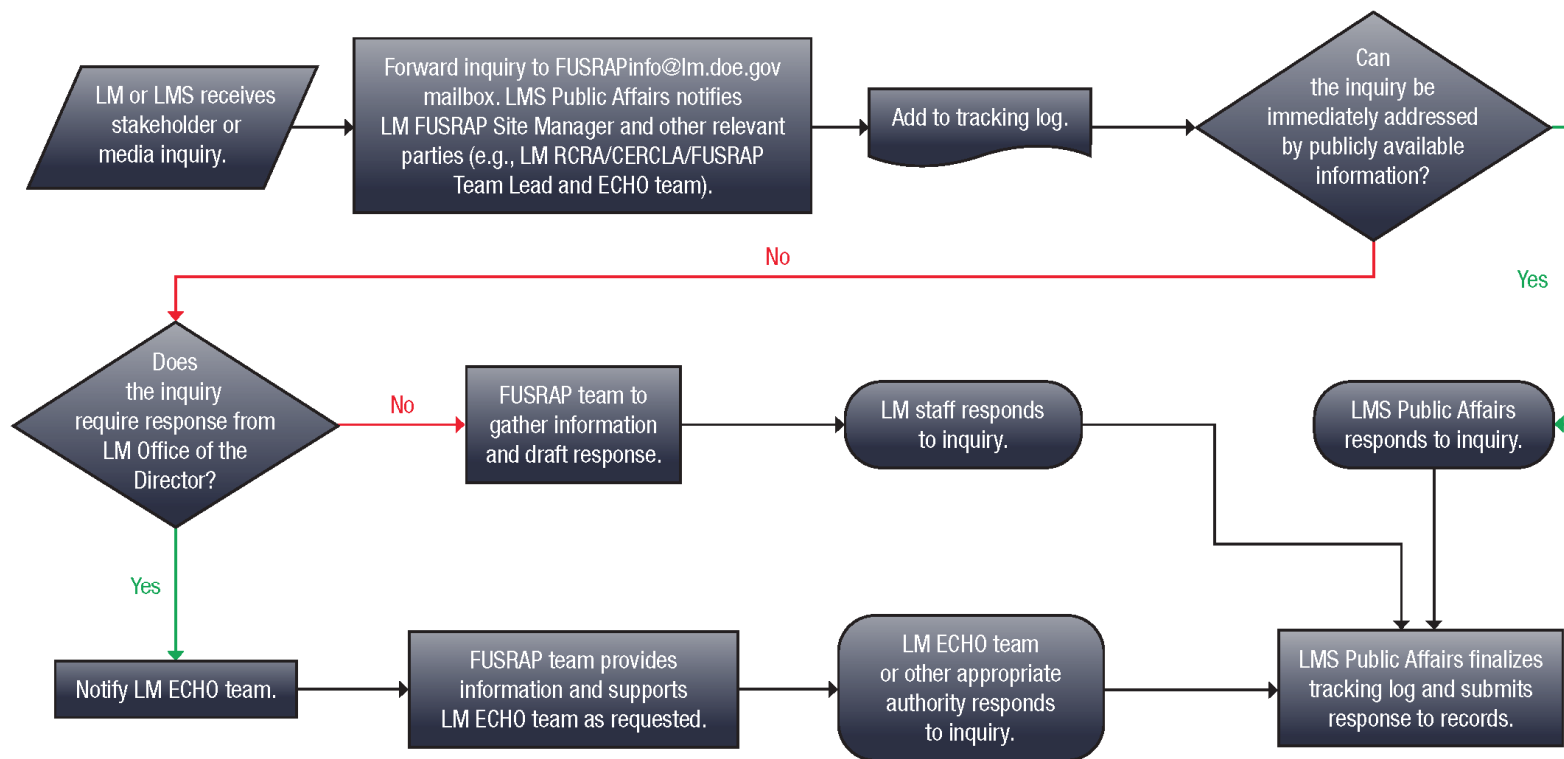 LM or LMS receives
stakeholder or
media inquiry.
Forward inquiry to FUSRAPinfo@lm.doe.gov
mailbox. LMS Public Affairs notifies
LM FUSRAP Site Manager and other relevant
parties (e.g., LM RCRA/CERCLA/FUSRAP
Team Lead and ECHO team).
Add to tracking log.
Can
the inquiry be
immediately addressed
by publicly available
information?
No
Yes
Does
the inquiry
require response from
LM Office of the
Director?
No
FUSRAP team to
gather information
and draft response.
LM staff responds
to inquiry.
LMS Public Affairs
responds to inquiry.
Yes
Notify LM ECHO team.
FUSRAP team provides
information and supports
LM ECHO team as requested.
LM ECHO team
or other appropriate
authority responds
to inquiry.
LMS Public Affairs finalizes
tracking log and submits
response to records.